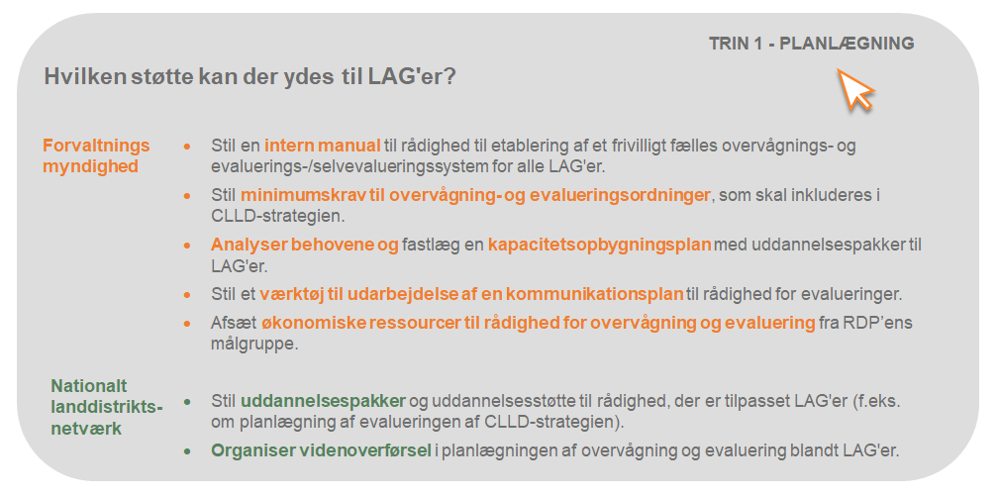 TRIN 1 - PLANLÆGNING
Hvilken støtte kan der ydes til LAG'er?
Forvaltnings
myndighed
• Stil en intern manual til rådighed til etablering af et frivilligt fælles overvågnings- og
evaluerings-/selvevalueringssystem for alle LAG'er.
• Stil minimumskrav til overvågning- og evalueringsordninger, som skal inkluderes i
CLLD-strategien.
• Analyser behovene og fastlæg en kapacitetsopbygningsplan med uddannelsespakker til
LAG'er.
• Stil et værktøj til udarbejdelse af en kommunikationsplan til rådighed for evalueringer.
• Afsæt økonomiske ressourcer til rådighed for overvågning og evaluering fra RDP’ens
målgruppe.
Nationalt
landdistrikts-
netværk
• Stil uddannelsespakker og uddannelsesstøtte til rådighed, der er tilpasset LAG'er (f.eks.
om planlægning af evalueringen af CLLD-strategien).
• Organiser videnoverførsel i planlægningen af overvågning og evaluering blandt LAG'er.